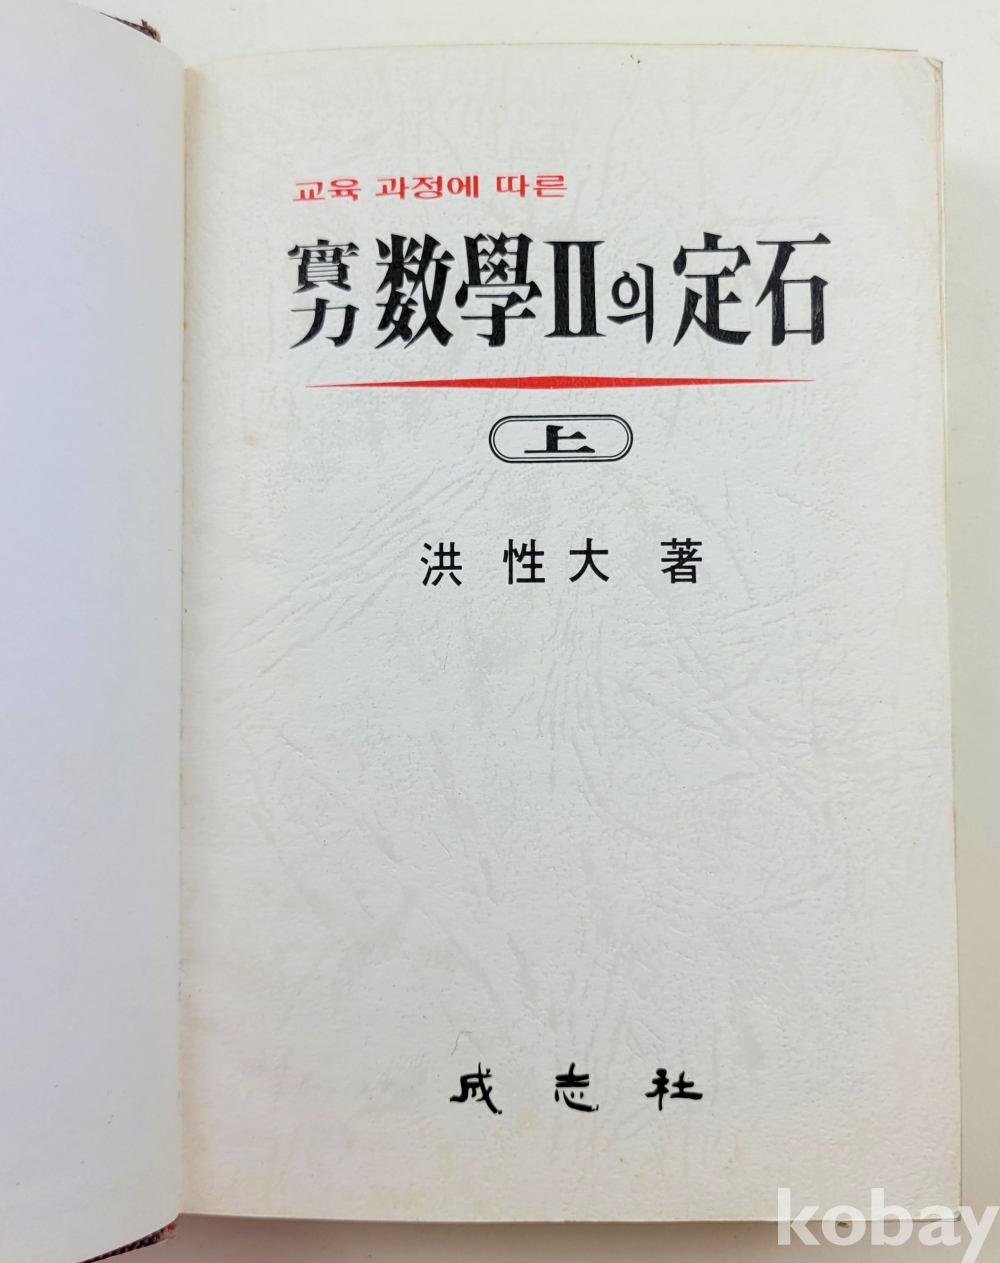 교육 과정에 따른
實力 数學Ⅱ의 定石
上
洪 性大 著
成志社
kobay